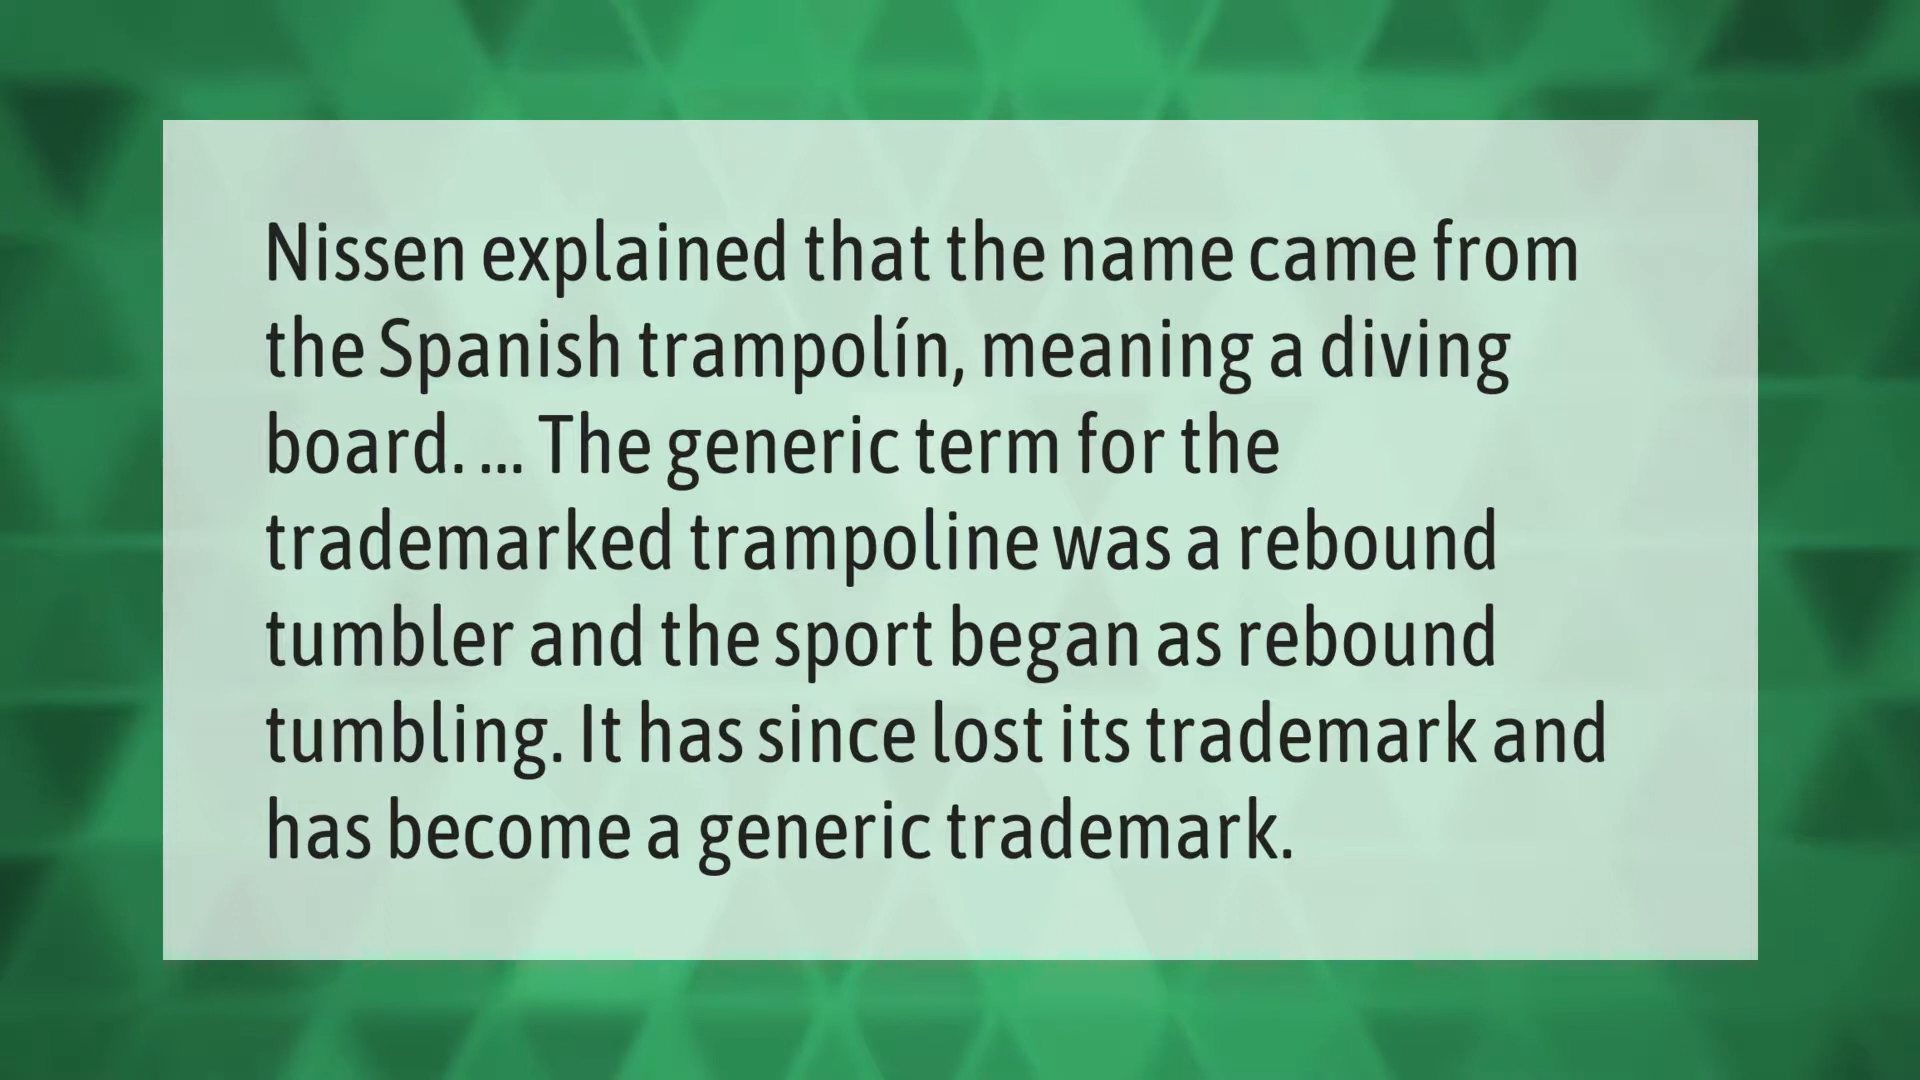 Nissen explained that the name came from
the Spanish trampolín, meaning a diving
board. ... The generic term for the
trademarked trampoline was a rebound
tumbler and the sport began as rebound
tumbling. It has since lost its trademark and
has become a generic trademark.